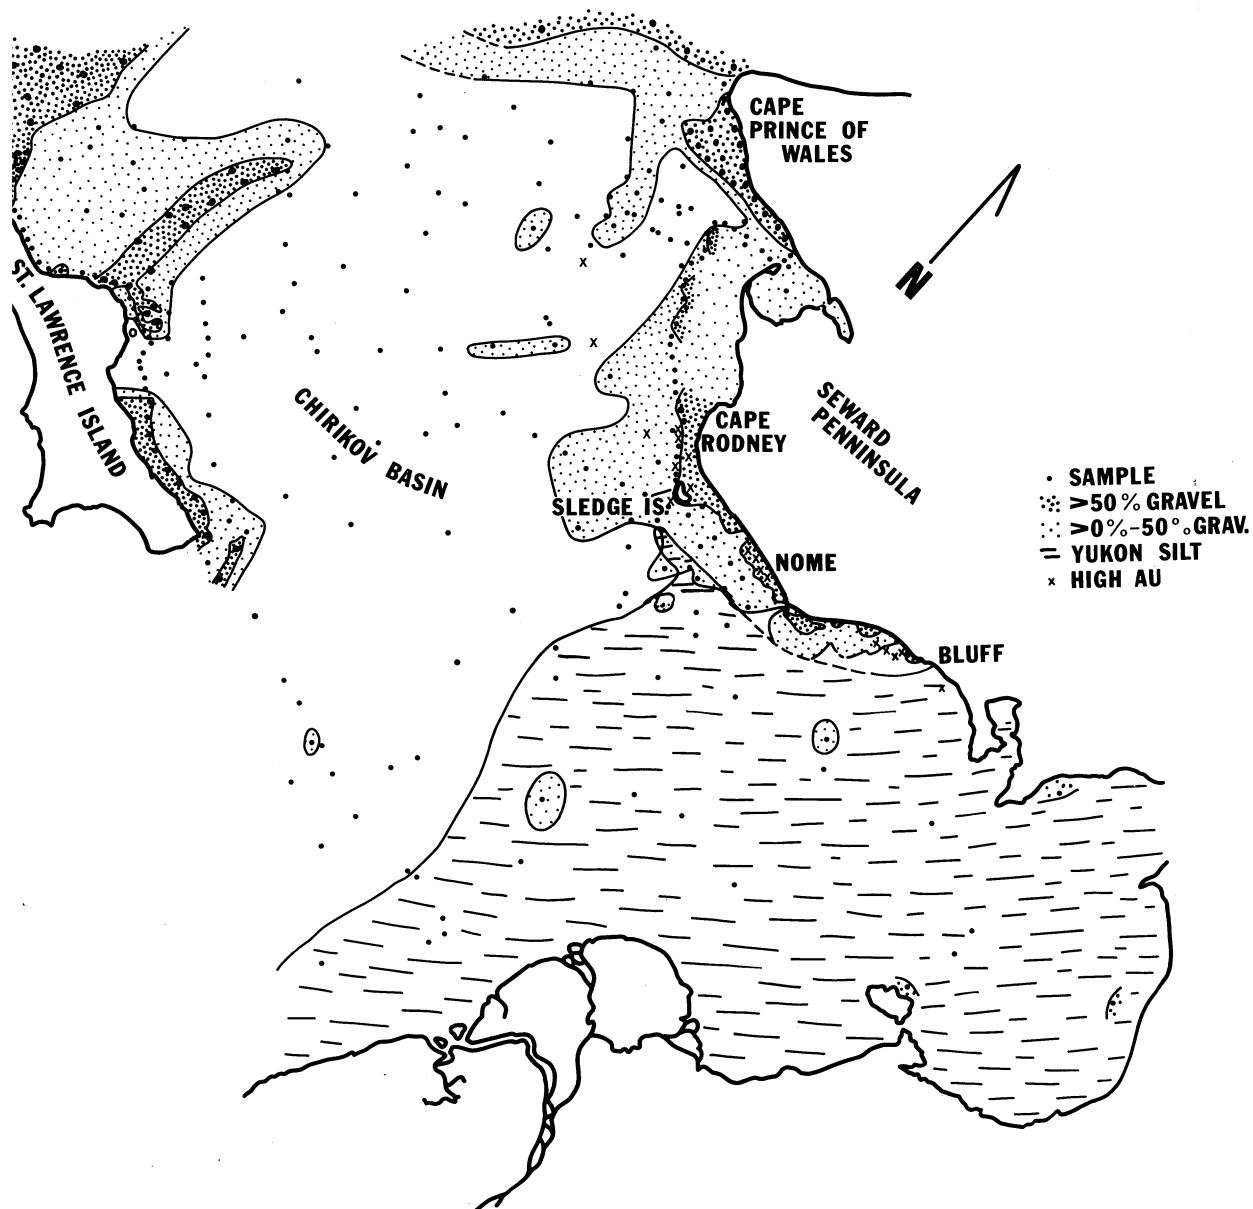 CAPE
PRINCE OF
WALES
N
ST. LAWRENCE ISLAND
CHIRIKOV BASIN
SEWARD
PENNINSULA
CAPE
RODNEY
SLEDGE IS.
NOME
BLUFF
• SAMPLE
≥50% GRAVEL
>0%-50% GRAV.
YUKON SILT
x HIGH AU